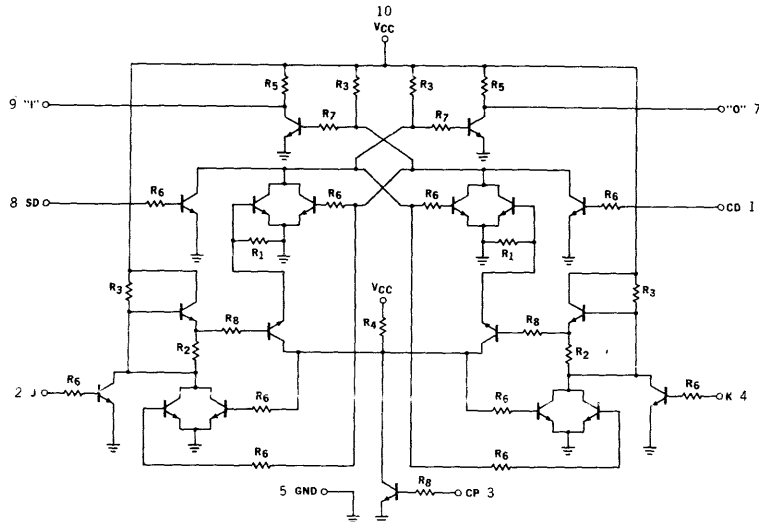 10
VCC
R5 R3 R3 R5
9 "1" "0" 7
R7 R7
R6 R6 R6 R6
8 SD CD 1
R1 R1
R3 VCC R3
R8 R4 R8
R2 R2
2 J R6 R6 R6 R6 K 4
R6 R6
5 GND R8 CP 3